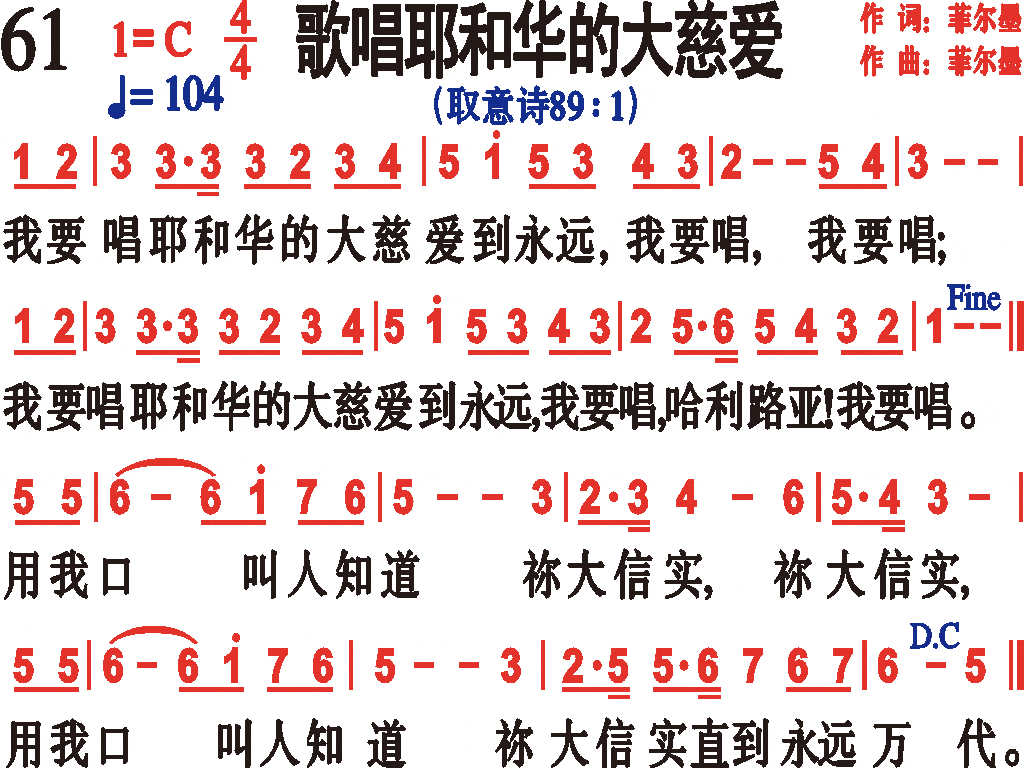 61 1=C 4/4 歌唱耶和华的大慈爱 作 词：菲尔墨
♩= 104 作 曲：菲尔墨
（取意诗89：1）
1 2 | 3 3·3 3 2 3 4 | 5 i 5 3 4 3 | 2 - - 5 4 | 3 - - |
我要 唱耶和华的大慈 爱到永远, 我要唱, 我要唱;
Fine
1 2 | 3 3·3 3 2 3 4 | 5 i 5 3 4 3 | 2 5·6 5 4 3 2 | 1 - - ‖
我要唱耶和华的大慈爱到永远,我要唱,哈利路亚!我要唱。
5 5 | 6 - 6 i 7 6 | 5 - - 3 | 2·3 4 - 6 | 5·4 3 - |
用我口 叫人知道 祢大信实, 祢大信实,
D.C
5 5 | 6 - 6 i 7 6 | 5 - - 3 | 2·5 5·6 7 6 7 | 6 - 5 ‖
用我口 叫人知 道 祢 大信 实直到永远 万 代。